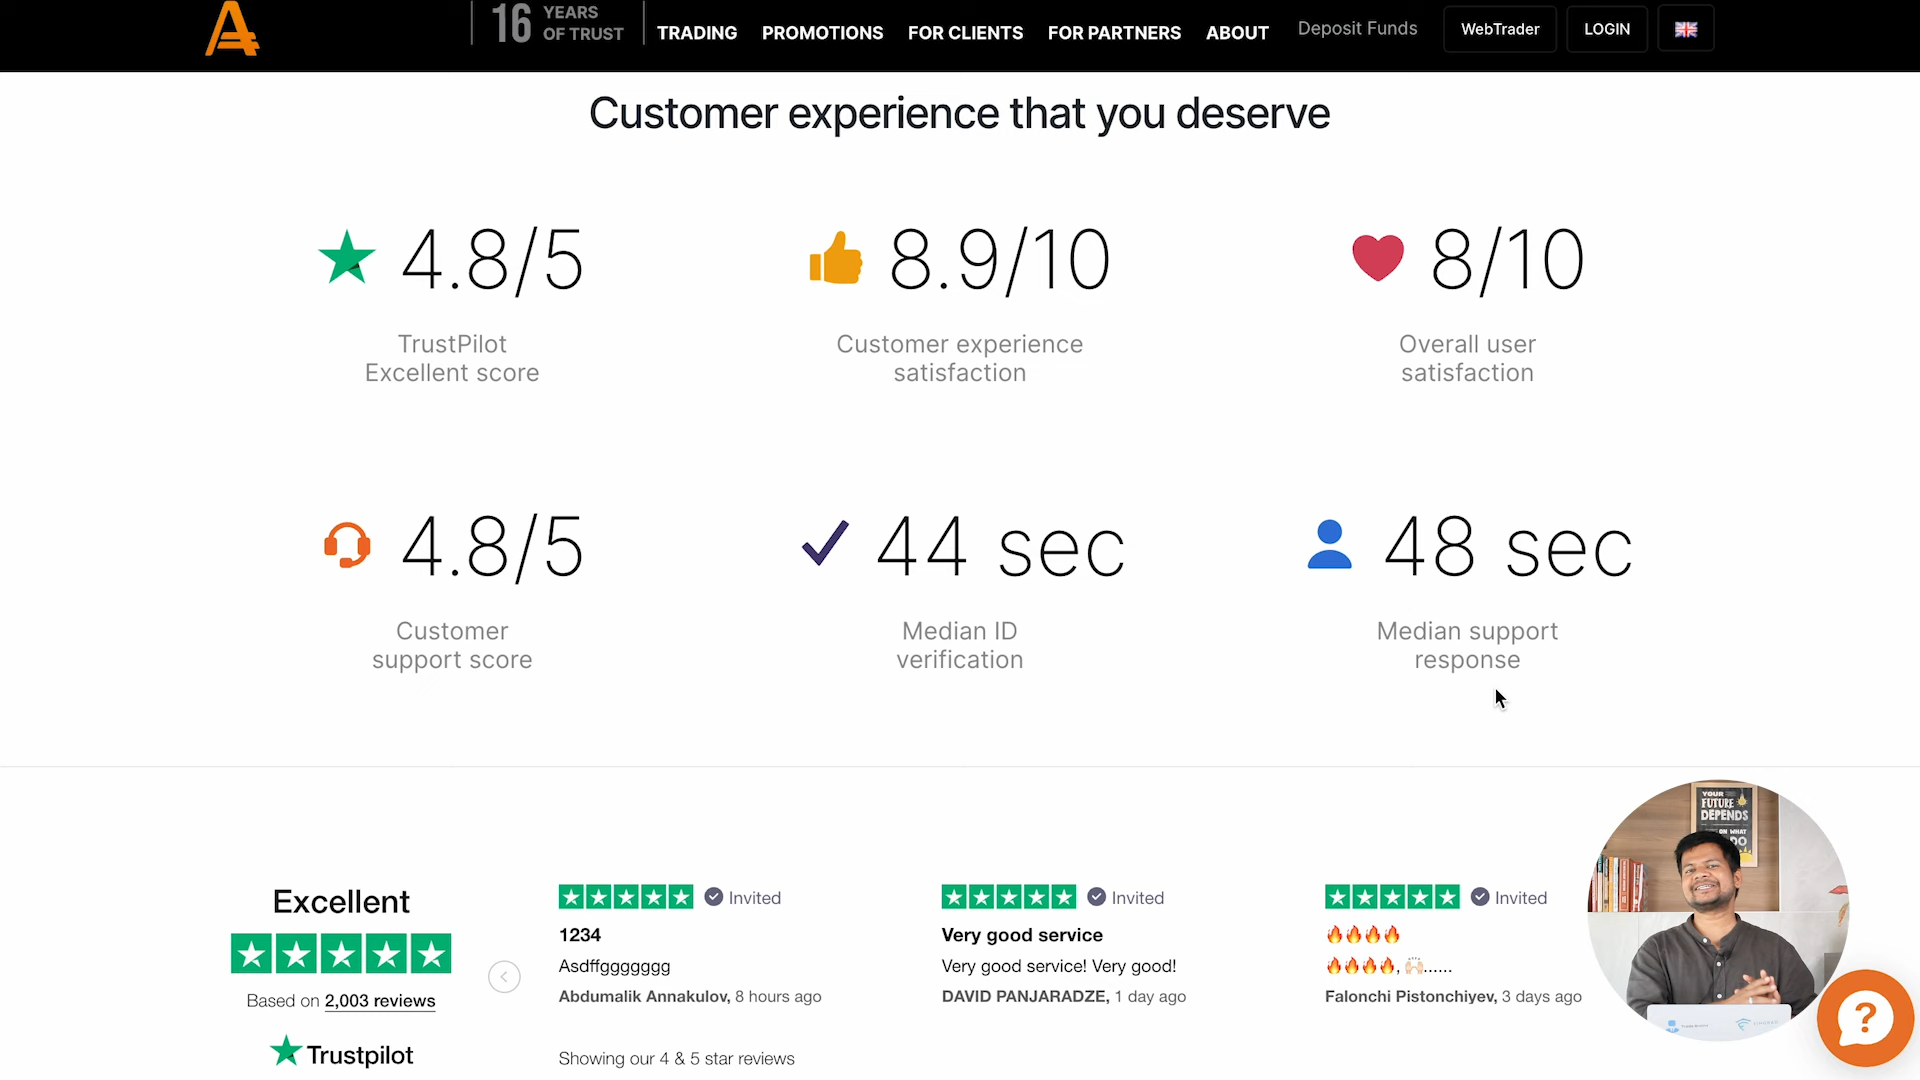 16 YEARS OF TRUST
TRADING PROMOTIONS FOR CLIENTS FOR PARTNERS ABOUT Deposit Funds WebTrader LOGIN
Customer experience that you deserve
4.8/5
TrustPilot
Excellent score
8.9/10
Customer experience
satisfaction
8/10
Overall user
satisfaction
4.8/5
Customer
support score
44 sec
Median ID
verification
48 sec
Median support
response
Excellent
Based on 2,003 reviews
Trustpilot
Invited
1234
Asdffggggggg
Abdumalik Annakulov, 8 hours ago
Invited
Very good service
Very good service! Very good!
DAVID PANJARADZE, 1 day ago
Invited
🔥🔥🔥🔥
🔥🔥🔥🔥, 🙌🏻......
Falonchi Pistonchiyev, 3 days ago
Showing our 4 & 5 star reviews
YOUR
FUTURE
DEPENDS
ON WHAT
DO
?